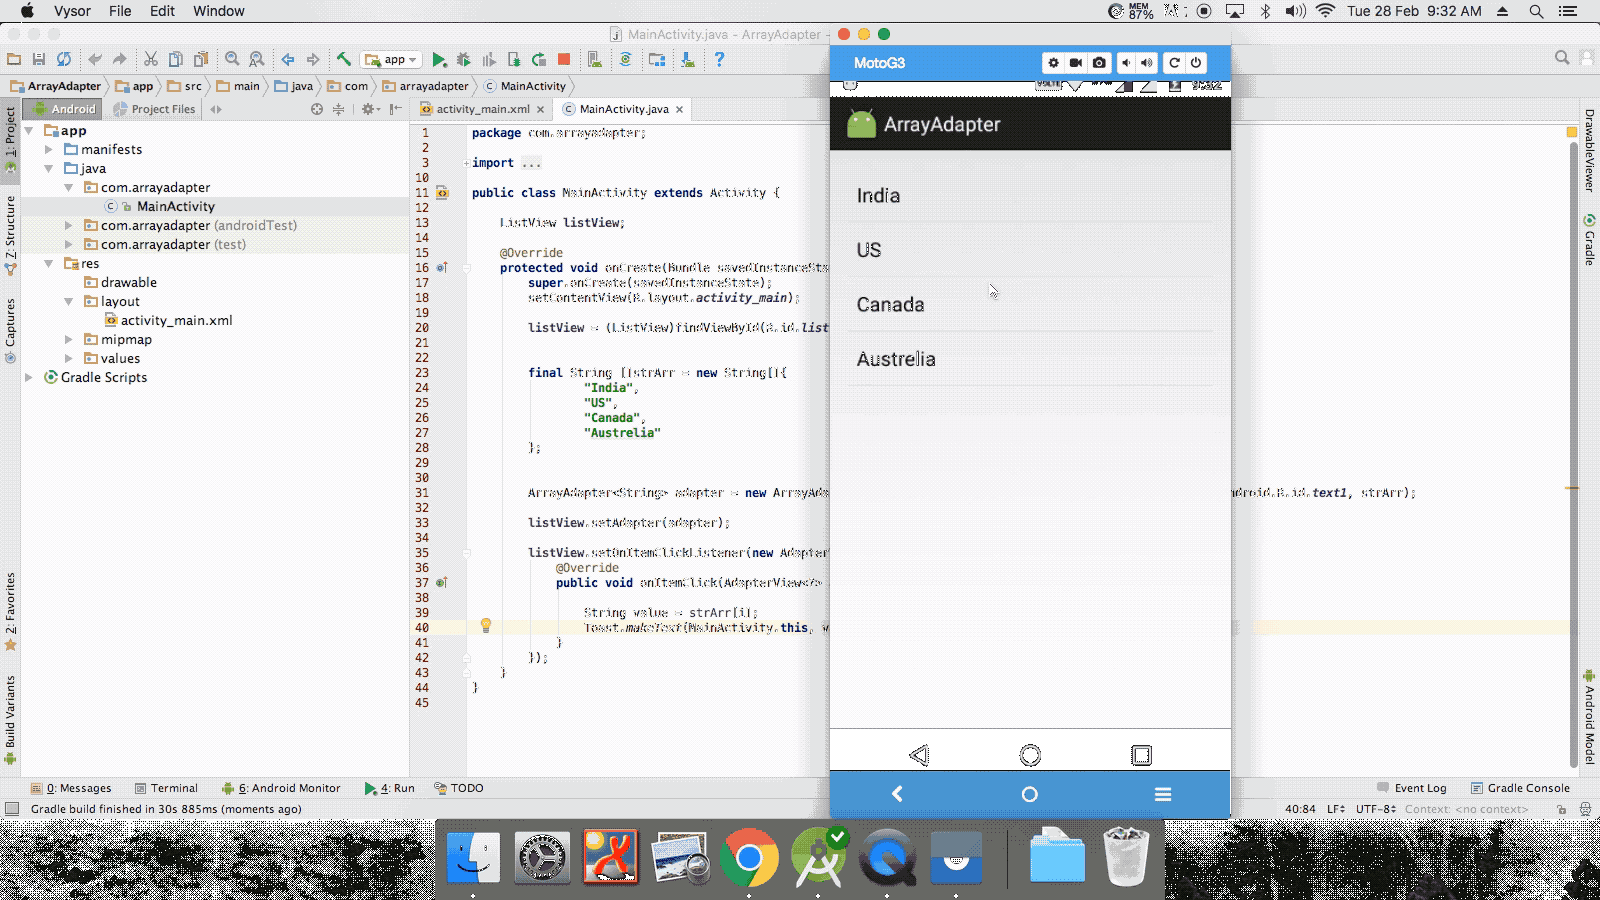 Vysor File Edit Window
MEM 87% Tue 28 Feb 9:32 AM
MainActivity.java - ArrayAdapter -
app
ArrayAdapter app src main java com arrayadapter MainActivity
Android Project Files
activity_main.xml MainActivity.java
1: Project
Z: Structure
Captures
2: Favorites
Build Variants
app
manifests
java
com.arrayadapter
MainActivity
com.arrayadapter (androidTest)
com.arrayadapter (test)
res
drawable
layout
activity_main.xml
mipmap
values
Gradle Scripts
1 package com.arrayadapter;
2
3 import ...
10
11 public class MainActivity extends Activity {
12
13 ListView listView;
14
15 @Override
16 protected void onCreate(Bundle savedInstanceSta
17 super.onCreate(savedInstanceState);
18 setContentView(R.layout.activity_main);
19
20 listView = (ListView)findViewById(R.id.list
21
22
23 final String []strArr = new String[]{
24 "India",
25 "US",
26 "Canada",
27 "Austrelia"
28 };
29
30
31 ArrayAdapter<String> adapter = new ArrayAda ndroid.R.id.text1, strArr);
32
33 listView.setAdapter(adapter);
34
35 listView.setOnItemClickListener(new Adapter
36 @Override
37 public void onItemClick(AdapterView<?>
38
39 String value = strArr[i];
40 Toast.makeText(MainActivity.this, v
41 }
42 });
43 }
44 }
45
MotoG3
ArrayAdapter
India
US
Canada
Austrelia
DrawableViewer
Gradle
Android Model
0: Messages Terminal 6: Android Monitor 4: Run TODO Event Log Gradle Console
Gradle build finished in 30s 885ms (moments ago) 40:84 LF UTF-8 Context: <no context>